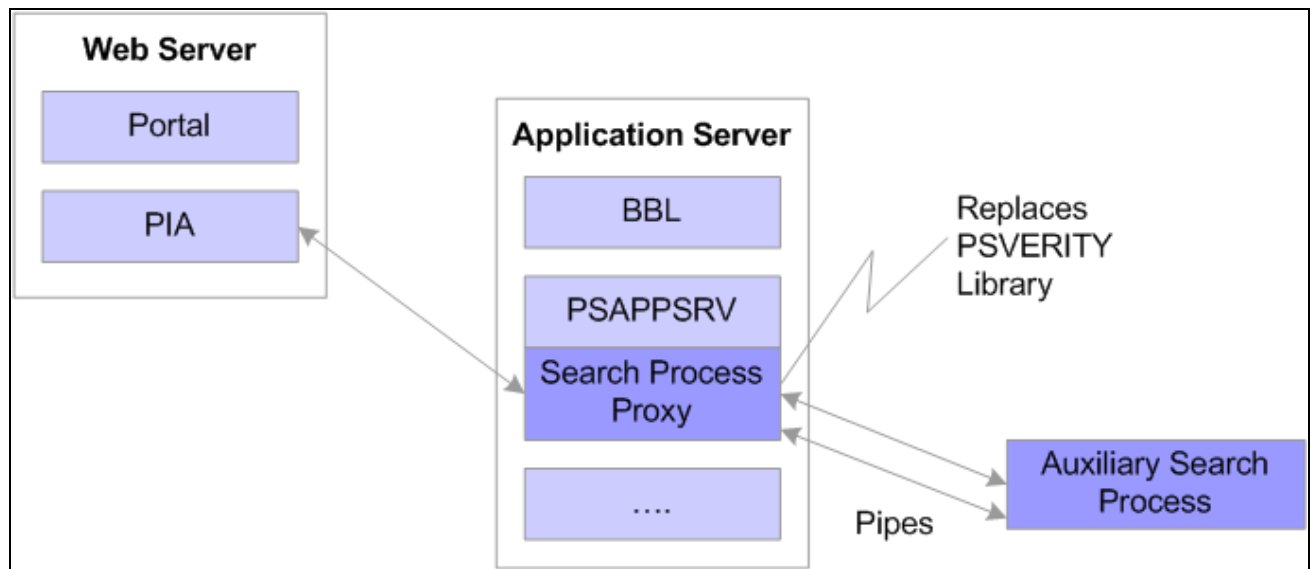 Web Server
Portal
PIA
Application Server
BBL
PSAPPSRV
Search Process
Proxy
....
Replaces
PSVERITY
Library
Pipes
Auxiliary Search
Process